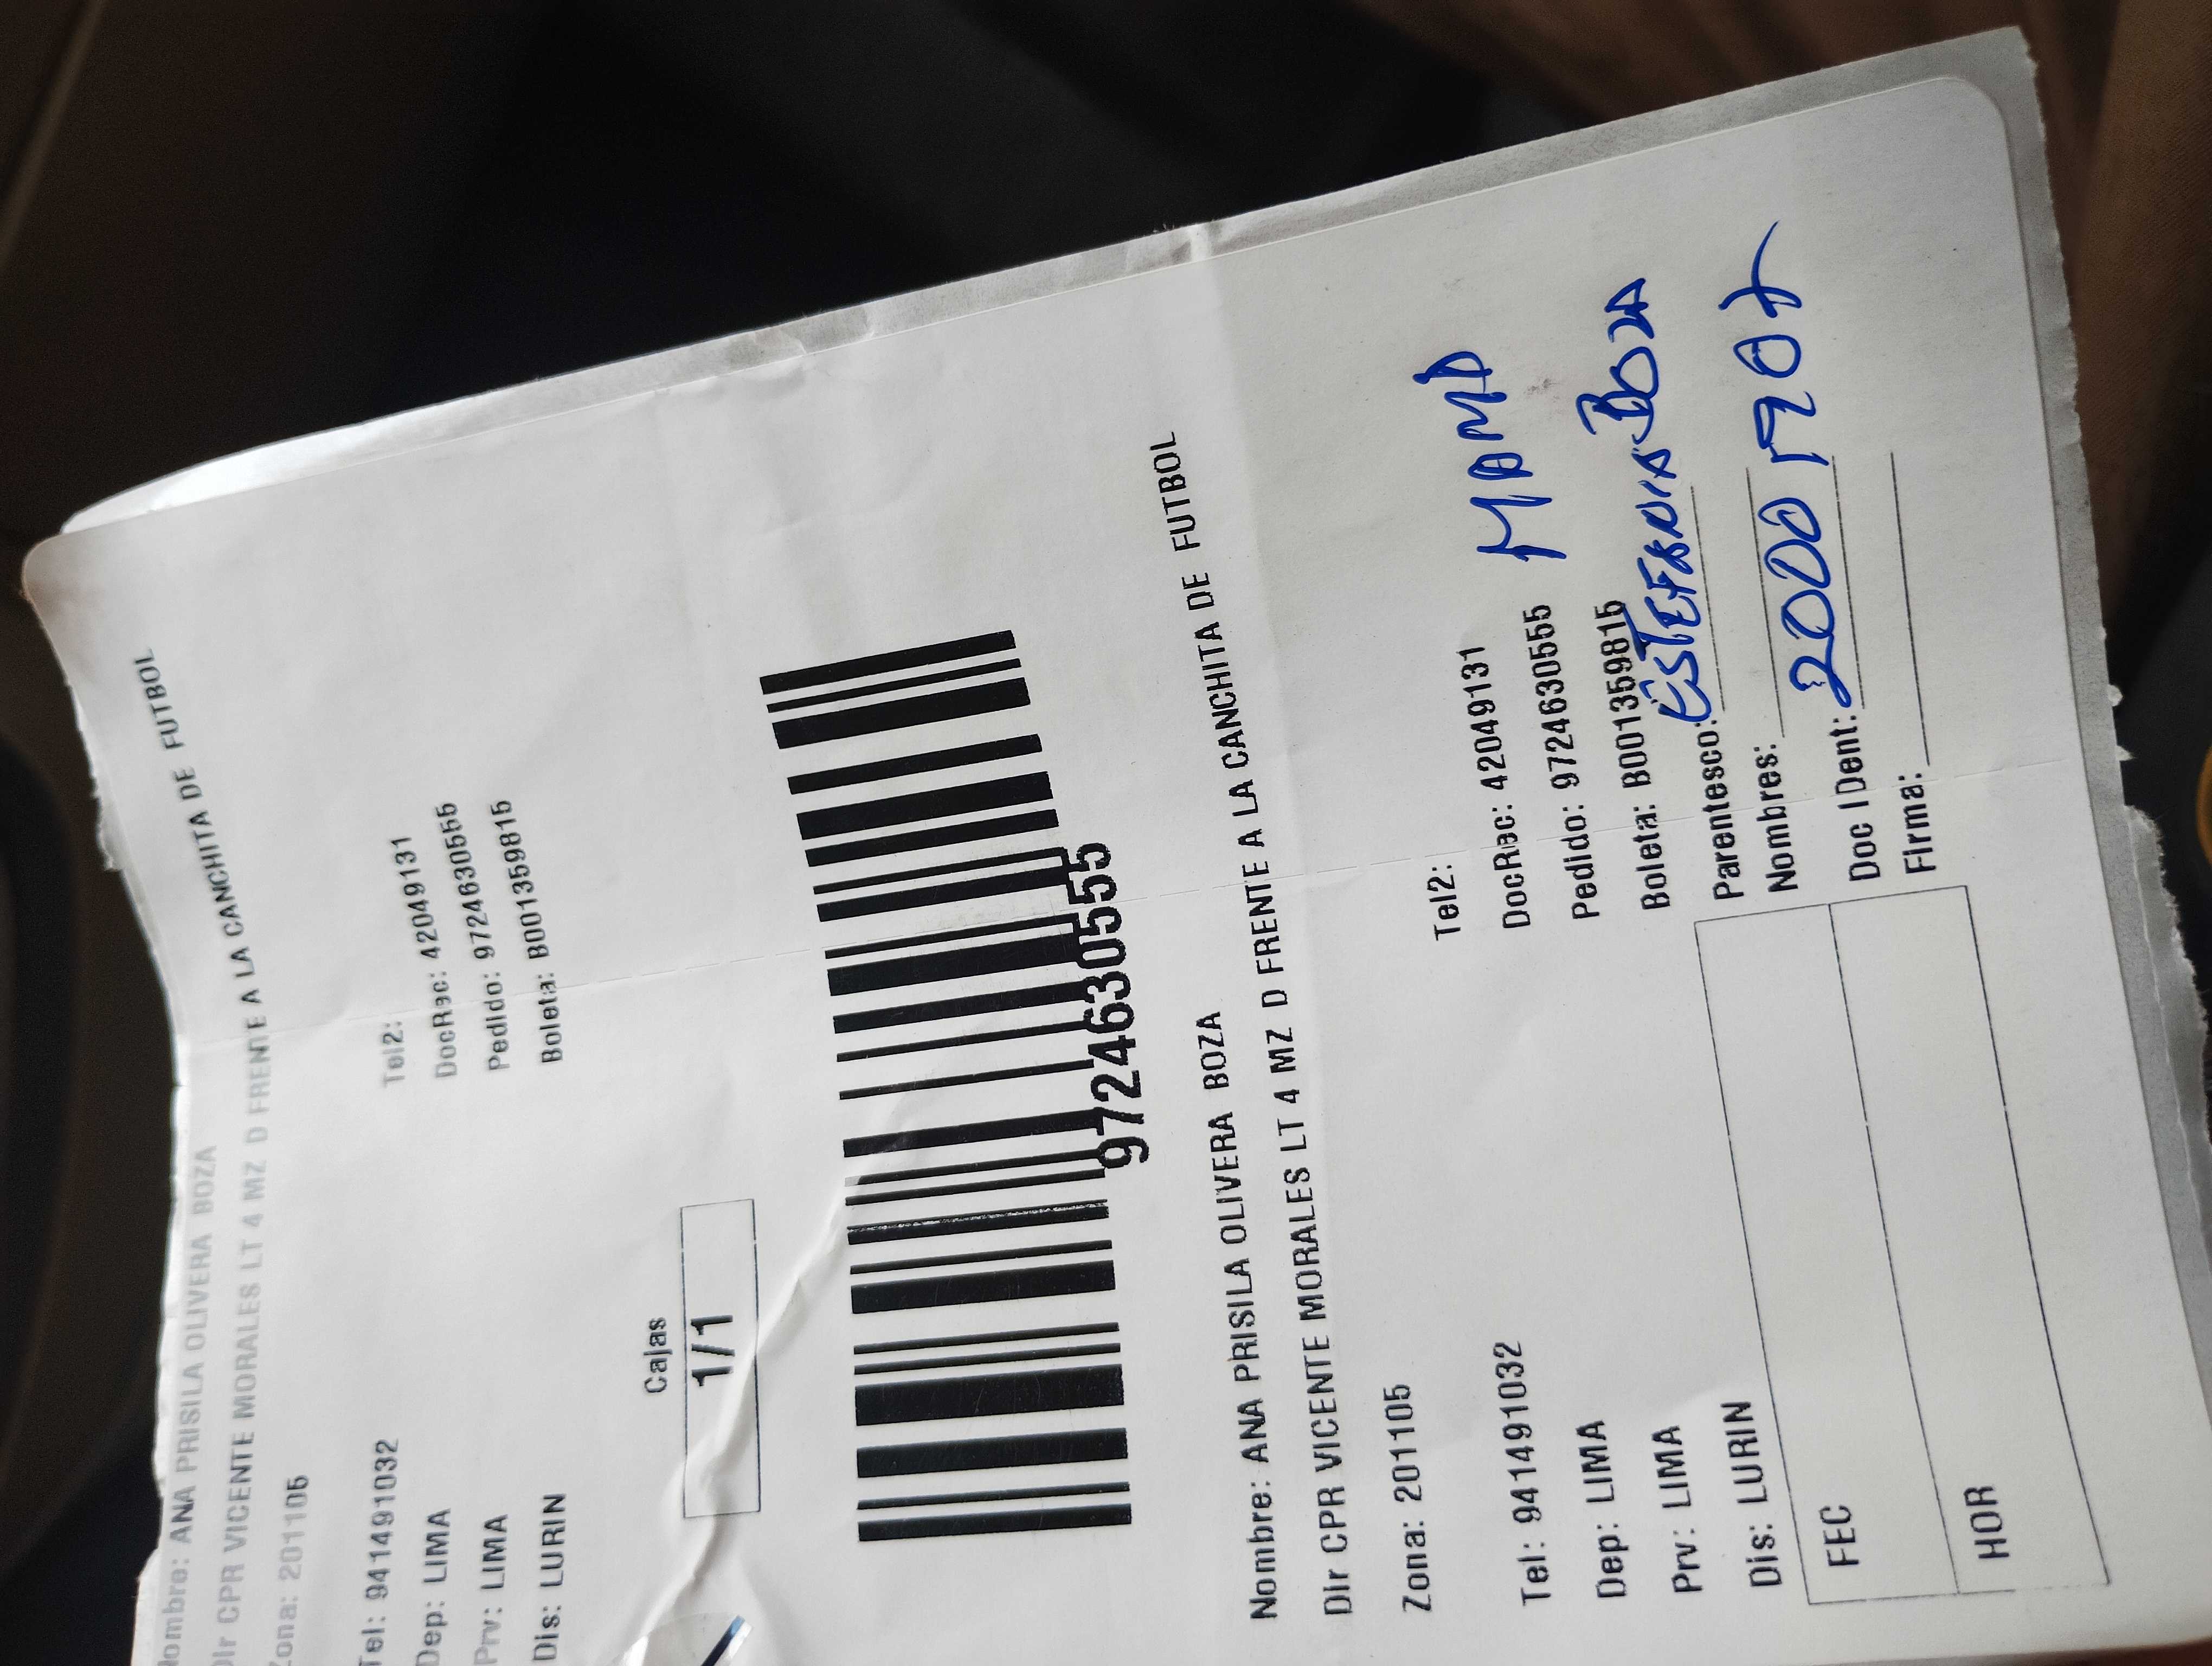 Nombre: ANA PRISILA OLIVERA BOZA
Dir CPR VICENTE MORALES LT 4 MZ D FRENTE A LA CANCHITA DE FUTBOL
Zona: 201105
Tel: 941491032
Tel2:
Dep: LIMA
DocRec: 42049131
Prv: LIMA
Pedido: 9724630555
Dis: LURIN
Boleta: B001359815
Cajas
1/1
9724630555
Nombre: ANA PRISILA OLIVERA BOZA
Dir CPR VICENTE MORALES LT 4 MZ D FRENTE A LA CANCHITA DE FUTBOL
Zona: 201105
Tel: 941491032
Tel2:
Dep: LIMA
DocRec: 42049131
MAMA
Prv: LIMA
Pedido: 9724630555
Dis: LURIN
Boleta: B001359815
Parentesco: ESTEFANIA BOZA
FEC
Nombres:
Doc IDent:
HOR
Firma: